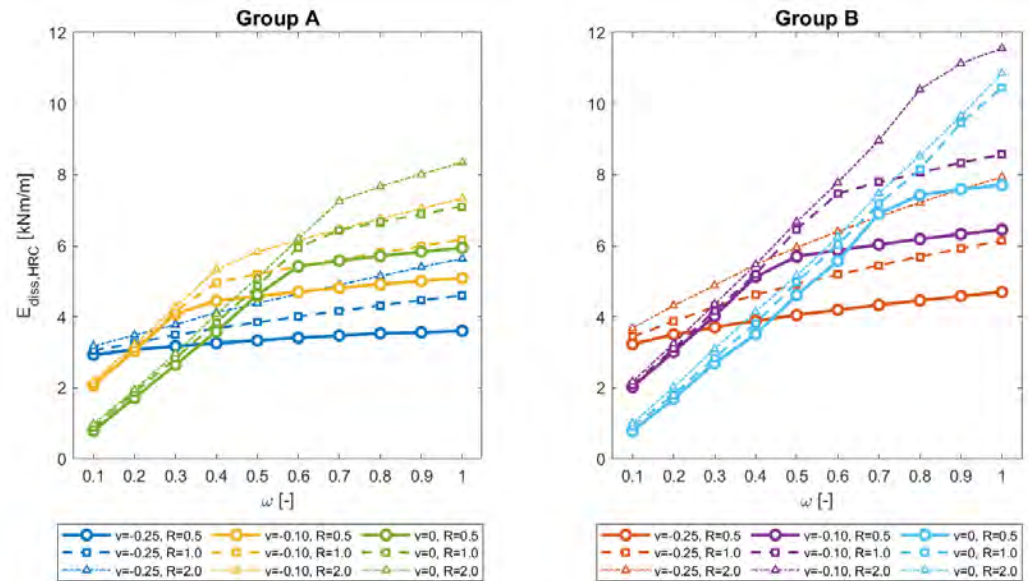 Group A
12
10
8
6
4
2
0
E_diss,HRC [kNm/m]
0.1 0.2 0.3 0.4 0.5 0.6 0.7 0.8 0.9 1
ω [-]
v=-0.25, R=0.5 v=-0.10, R=0.5 v=0, R=0.5
v=-0.25, R=1.0 v=-0.10, R=1.0 v=0, R=1.0
v=-0.25, R=2.0 v=-0.10, R=2.0 v=0, R=2.0
Group B
12
10
8
6
4
2
0
0.1 0.2 0.3 0.4 0.5 0.6 0.7 0.8 0.9 1
ω [-]
v=-0.25, R=0.5 v=-0.10, R=0.5 v=0, R=0.5
v=-0.25, R=1.0 v=-0.10, R=1.0 v=0, R=1.0
v=-0.25, R=2.0 v=-0.10, R=2.0 v=0, R=2.0